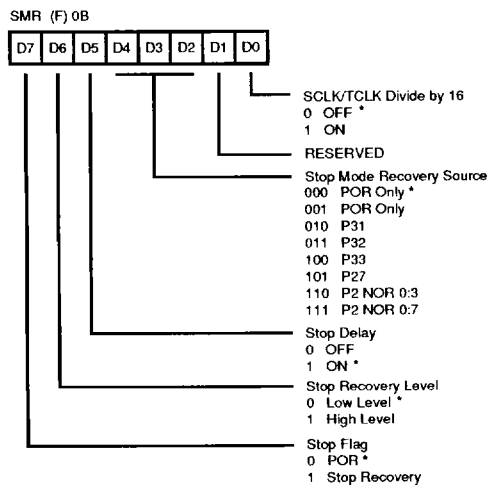 SMR (F) 0B
D7 D6 D5 D4 D3 D2 D1 D0
SCLK/TCLK Divide by 16
0 OFF *
1 ON
RESERVED
Stop Mode Recovery Source
000 POR Only *
001 POR Only
010 P31
011 P32
100 P33
101 P27
110 P2 NOR 0:3
111 P2 NOR 0:7
Stop Delay
0 OFF
1 ON *
Stop Recovery Level
0 Low Level *
1 High Level
Stop Flag
0 POR *
1 Stop Recovery